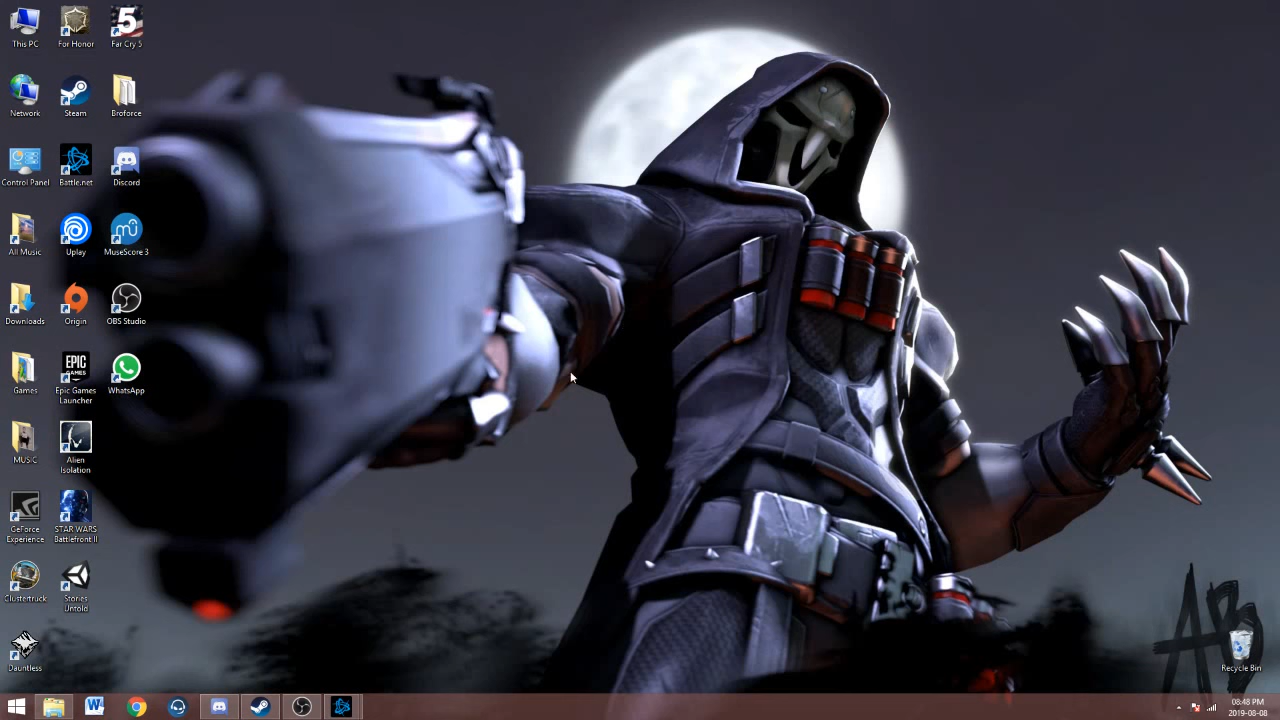 This PC
For Honor
5
Far Cry 5
Network
Steam
Broforce
Control Panel
Battle.net
Discord
All Music
Uplay
MuseScore 3
Downloads
Origin
OBS Studio
Games
EPIC
GAMES
Epic Games
Launcher
WhatsApp
MUSIC
Alien
Isolation
GeForce
Experience
STAR WARS
Battlefront II
Clustertruck
Stories
Untold
Dauntless
AB
Recycle Bin
W
08:48 PM
2019-08-08